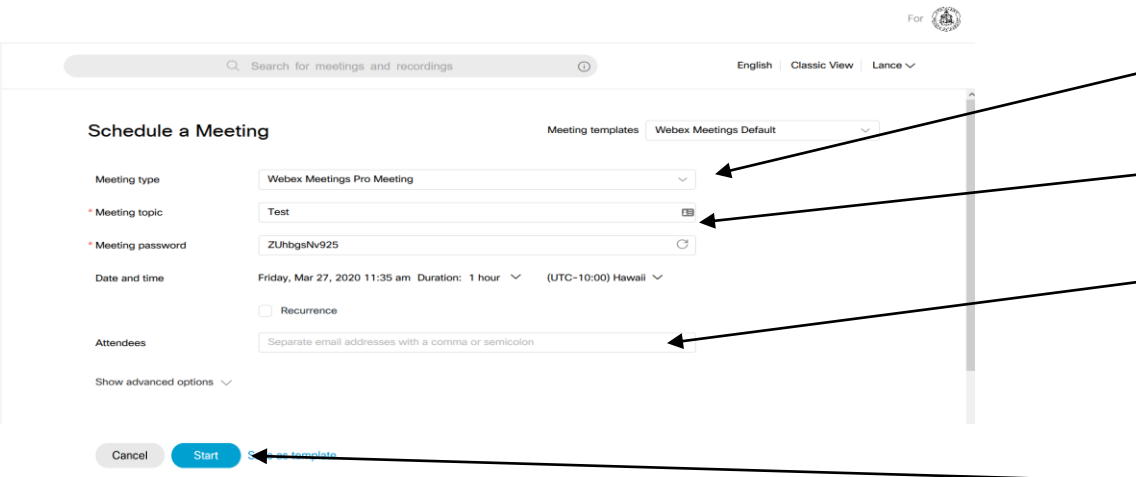 For
Search for meetings and recordings
English Classic View Lance
Schedule a Meeting
Meeting templates Webex Meetings Default
Meeting type Webex Meetings Pro Meeting
* Meeting topic Test
* Meeting password ZUhbgsNv925
Date and time Friday, Mar 27, 2020 11:35 am Duration: 1 hour (UTC-10:00) Hawaii
Recurrence
Attendees Separate email addresses with a comma or semicolon
Show advanced options
Cancel Start Save as template